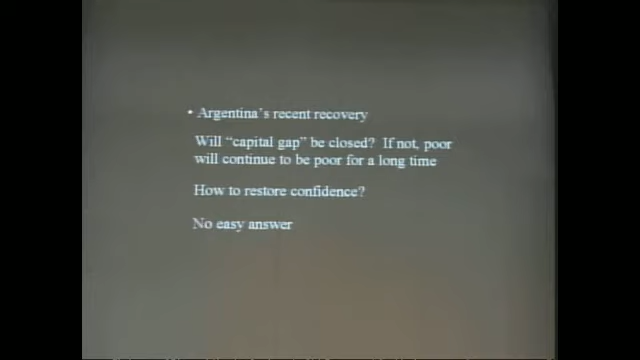 • Argentina's recent recovery
Will "capital gap" be closed? If not, poor
will continue to be poor for a long time
How to restore confidence?
No easy answer